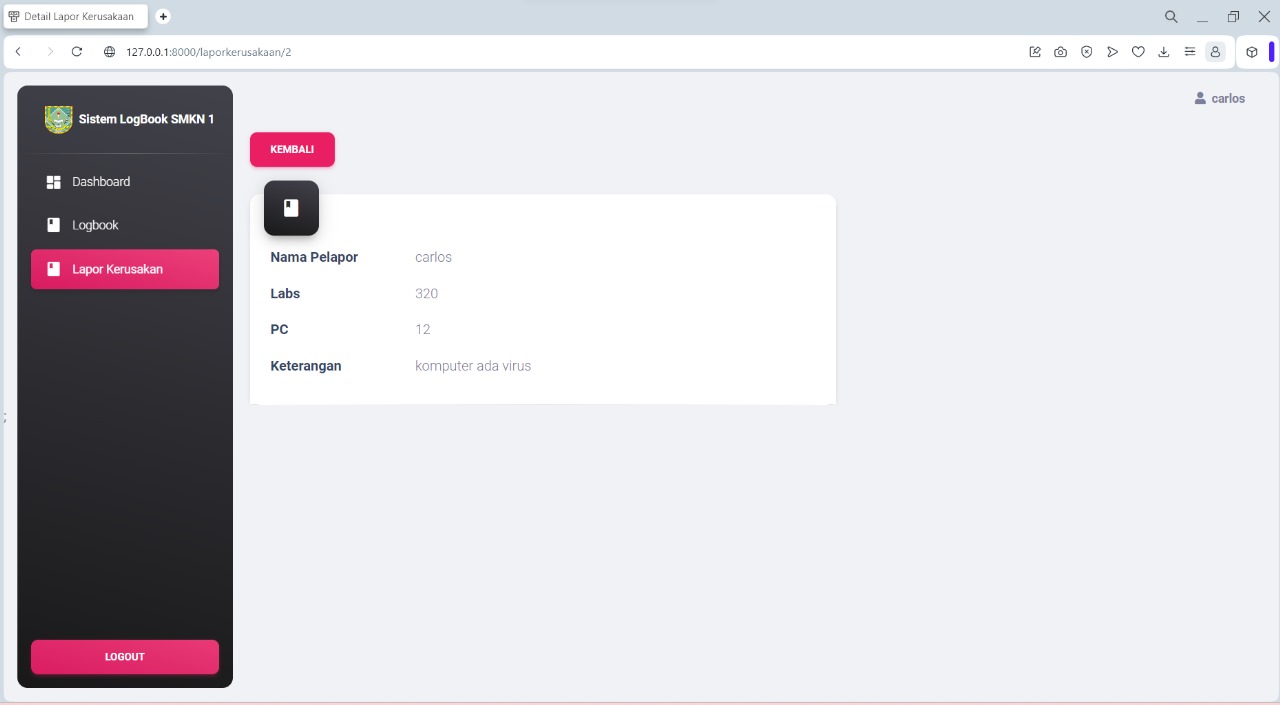 Detail Lapor Kerusakaan
127.0.0.1:8000/laporkerusakaan/2
Sistem LogBook SMKN 1
carlos
Dashboard
Logbook
Lapor Kerusakan
LOGOUT
KEMBALI
Nama Pelapor carlos
Labs 320
PC 12
Keterangan komputer ada virus
;